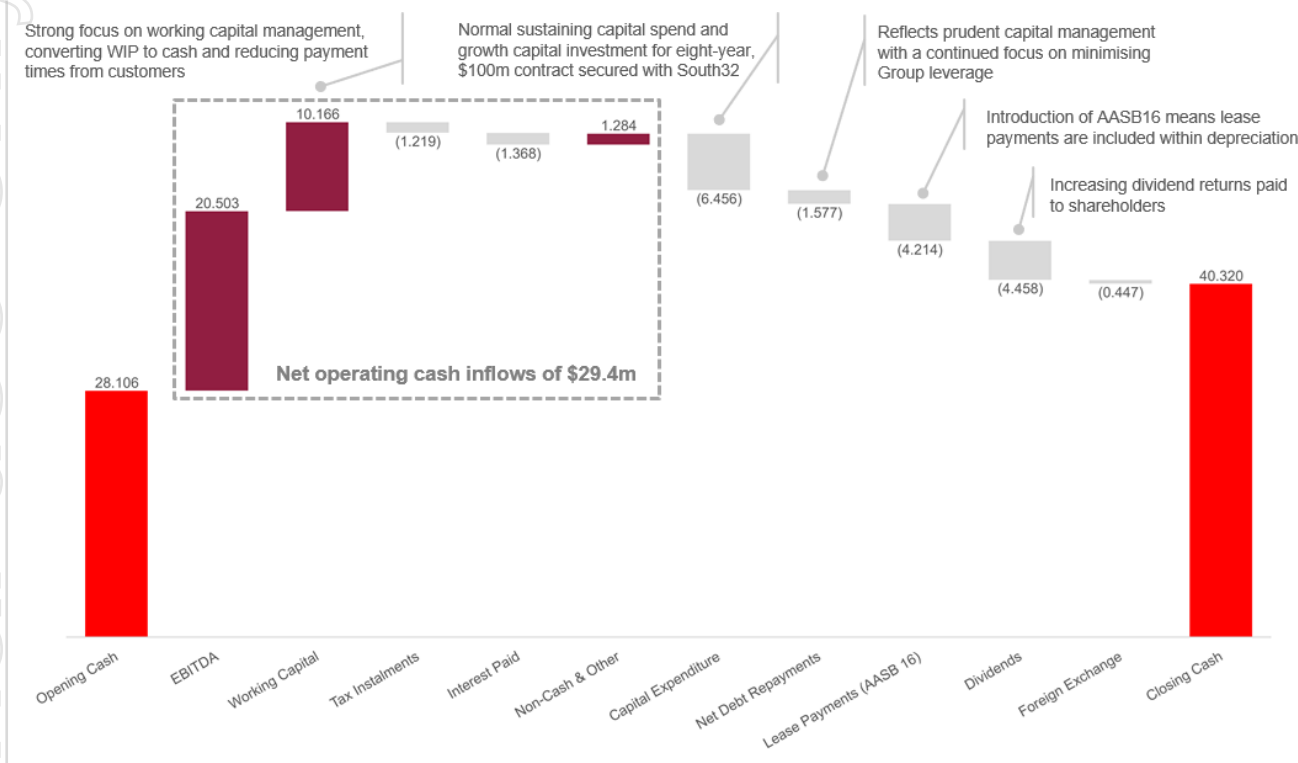 Strong focus on working capital management,
converting WIP to cash and reducing payment
times from customers
Normal sustaining capital spend and
growth capital investment for eight-year,
$100m contract secured with South32
Reflects prudent capital management
with a continued focus on minimising
Group leverage
Introduction of AASB16 means lease
payments are included within depreciation
Increasing dividend returns paid
to shareholders
28.106
20.503
10.166
(1.219)
(1.368)
1.284
(6.456)
(1.577)
(4.214)
(4.458)
(0.447)
40.320
Net operating cash inflows of $29.4m
Opening Cash
EBITDA
Working Capital
Tax Instalments
Interest Paid
Non-Cash & Other
Capital Expenditure
Net Debt Repayments
Lease Payments (AASB 16)
Dividends
Foreign Exchange
Closing Cash